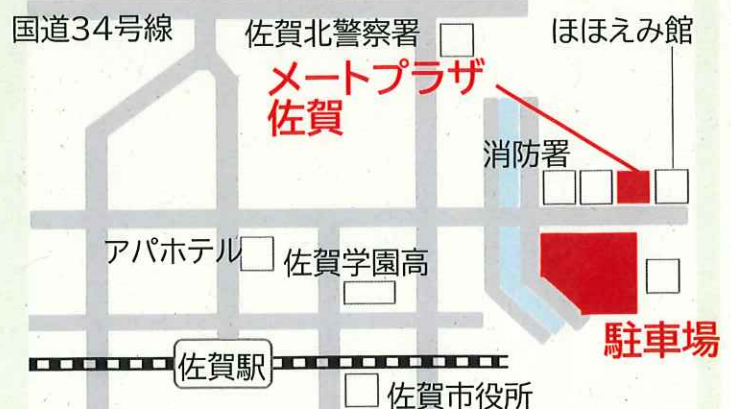 国道34号線
佐賀北警察署
ほほえみ館
メートプラザ
佐賀
消防署
アパホテル
佐賀学園高
駐車場
佐賀駅
佐賀市役所